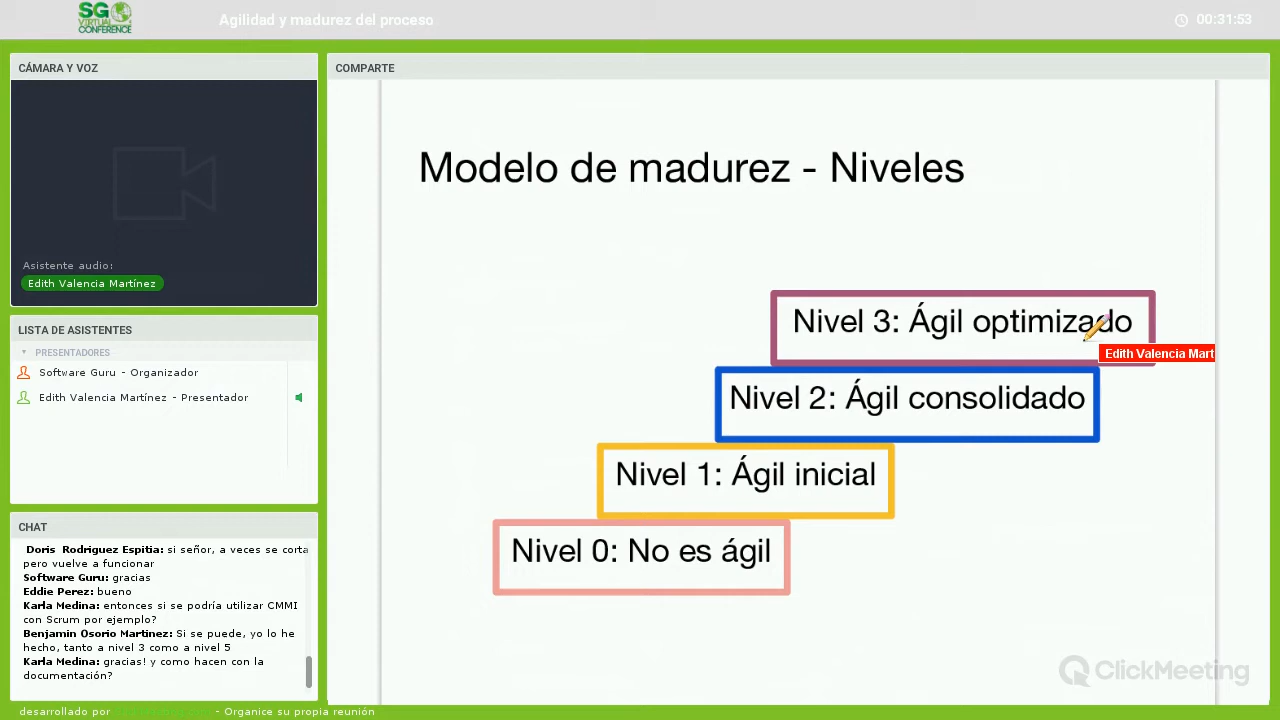 SG
VIRTUAL
CONFERENCE
Agilidad y madurez del proceso
00:31:53
CÁMARA Y VOZ
Asistente audio:
Edith Valencia Martínez
LISTA DE ASISTENTES
PRESENTADORES
Software Guru - Organizador
Edith Valencia Martínez - Presentador
CHAT
Doris Rodriguez Espitia: si señor, a veces se corta
pero vuelve a funcionar
Software Guru: gracias
Eddie Perez: bueno
Karla Medina: entonces si se podría utilizar CMMI
con Scrum por ejemplo?
Benjamin Osorio Martinez: Si se puede, yo lo he
hecho, tanto a nivel 3 como a nivel 5
Karla Medina: gracias! y como hacen con la
documentación?
COMPARTE
Modelo de madurez - Niveles
Nivel 3: Ágil optimizado
Edith Valencia Mart
Nivel 2: Ágil consolidado
Nivel 1: Ágil inicial
Nivel 0: No es ágil
ClickMeeting
desarrollado por - Organice su propia reunión